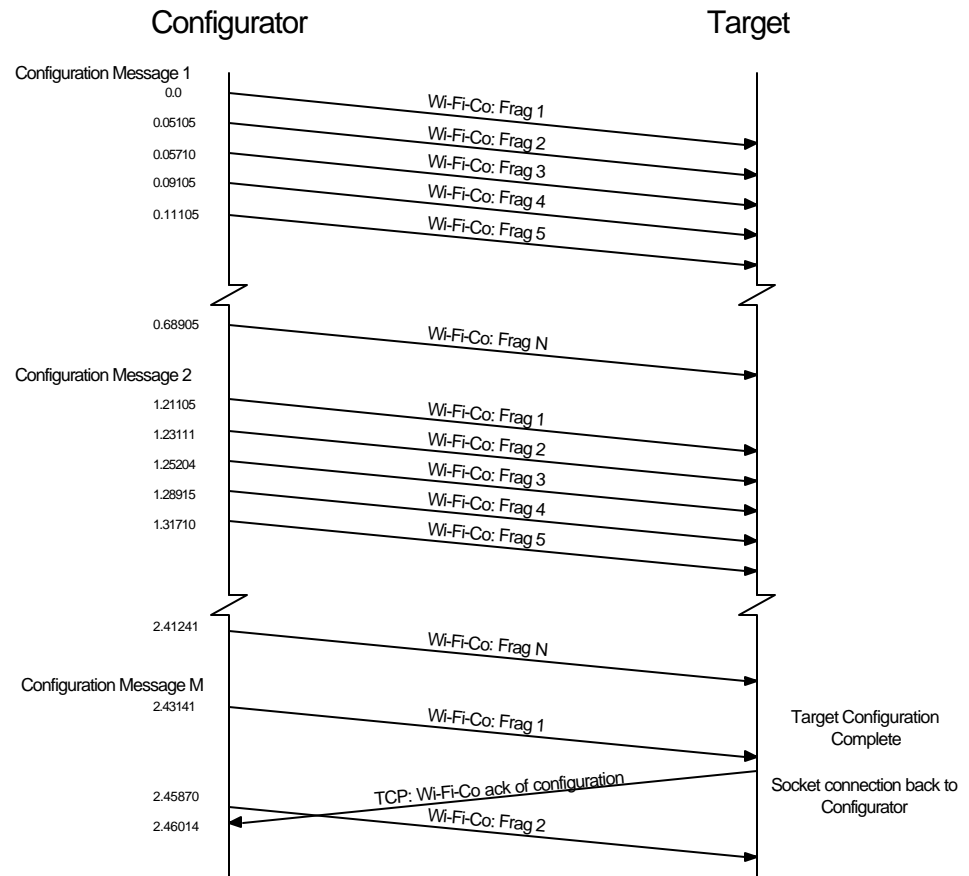 Configurator
Target
Configuration Message 1
0.0
Wi-Fi-Co: Frag 1
0.05105
Wi-Fi-Co: Frag 2
0.05710
Wi-Fi-Co: Frag 3
0.09105
Wi-Fi-Co: Frag 4
0.11105
Wi-Fi-Co: Frag 5
0.68905
Wi-Fi-Co: Frag N
Configuration Message 2
1.21105
Wi-Fi-Co: Frag 1
1.23111
Wi-Fi-Co: Frag 2
1.25204
Wi-Fi-Co: Frag 3
1.28915
Wi-Fi-Co: Frag 4
1.31710
Wi-Fi-Co: Frag 5
2.41241
Wi-Fi-Co: Frag N
Configuration Message M
2.43141
Wi-Fi-Co: Frag 1
Target Configuration
Complete
TCP: Wi-Fi-Co ack of configuration
Socket connection back to
Configurator
2.45870
Wi-Fi-Co: Frag 2
2.46014